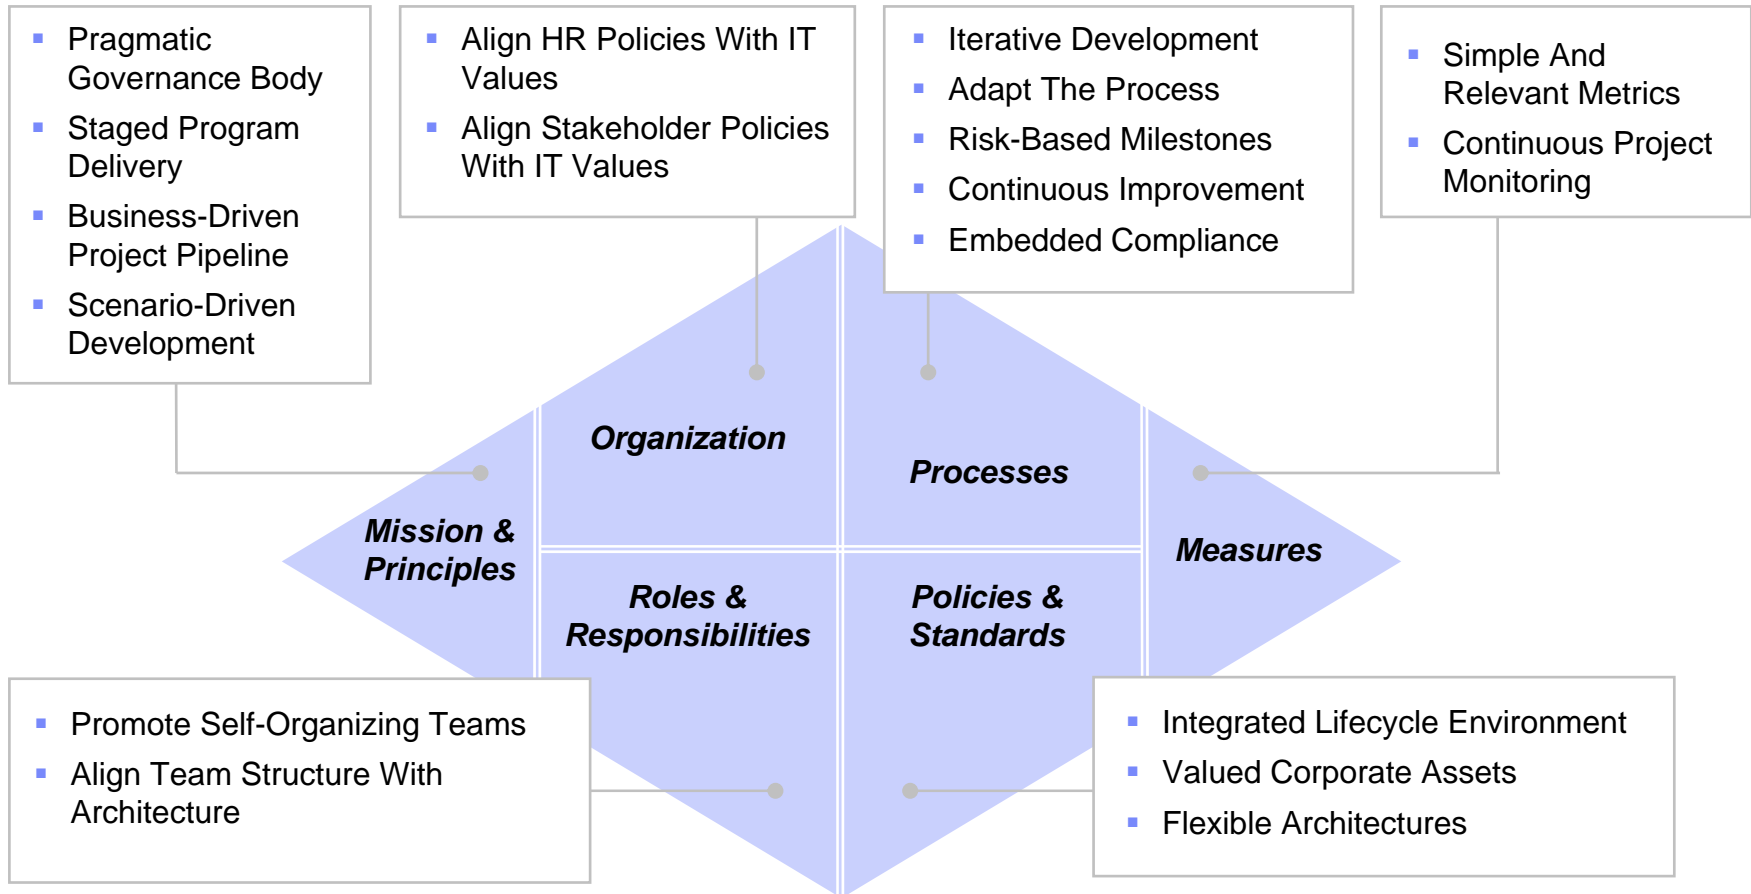 Pragmatic
Governance Body
Staged Program
Delivery
Business-Driven
Project Pipeline
Scenario-Driven
Development
Align HR Policies With IT
Values
Align Stakeholder Policies
With IT Values
Iterative Development
Adapt The Process
Risk-Based Milestones
Continuous Improvement
Embedded Compliance
Simple And
Relevant Metrics
Continuous Project
Monitoring
Organization
Processes
Mission &
Principles
Measures
Roles &
Responsibilities
Policies &
Standards
Promote Self-Organizing Teams
Align Team Structure With
Architecture
Integrated Lifecycle Environment
Valued Corporate Assets
Flexible Architectures